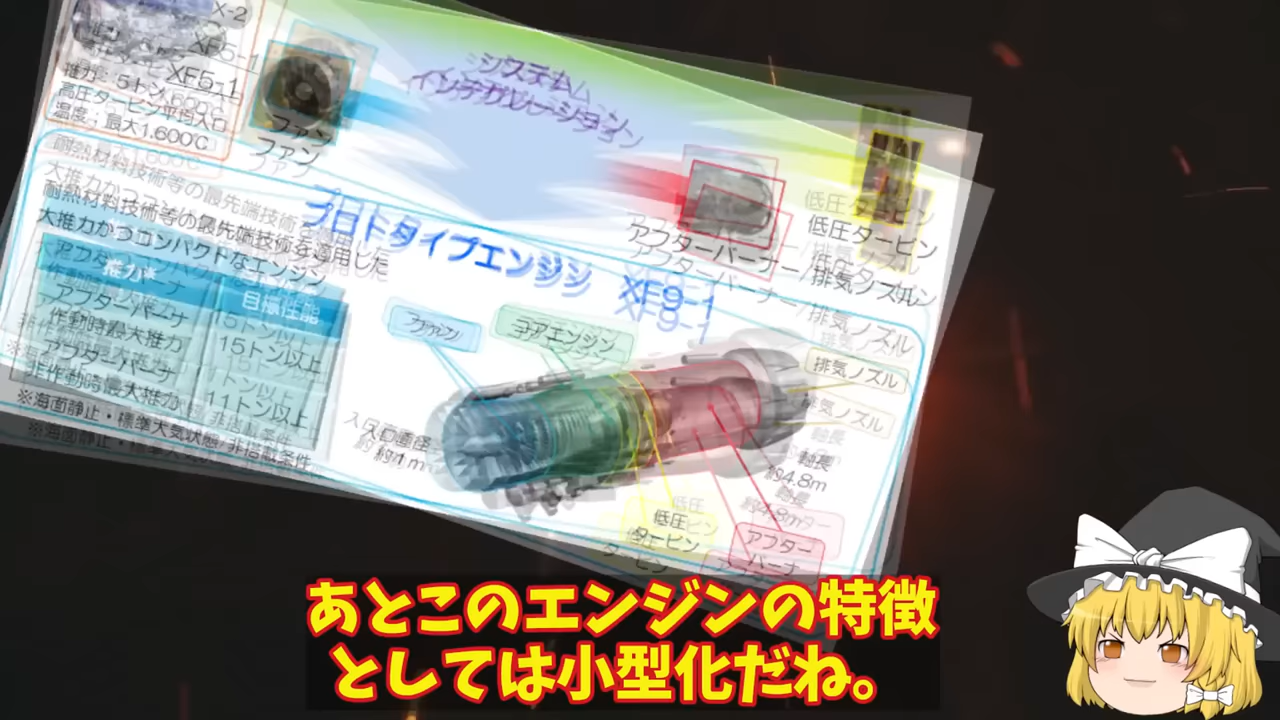 X-2
XF5-1
推力：５トン
高圧タービン平均入口
温度：最大1,600℃
ファン
システム
インテグレーション
アフターバーナー/排気ノズル
低圧タービン
耐熱材料技術等の最先端技術を適用した
大推力かつコンパクトなエンジン
プロトタイプエンジン XF9-1
推力※
目標性能
アフターバーナ
作動時最大推力
15トン以上
アフターバーナ
非作動時最大推力
11トン以上
※海面静止・標準大気状態/非搭載条件
ファン
コアエンジン
排気ノズル
入口直径
約1m
軸長
約4.8m
低圧
タービン
アフター
バーナ
あとこのエンジンの特徴
としては小型化だね。